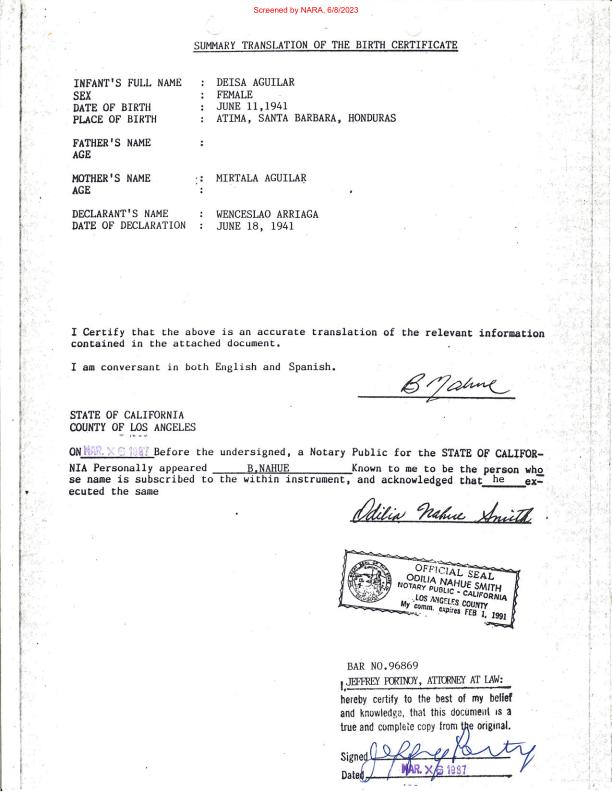 Screened by NARA, 6/8/2023
SUMMARY TRANSLATION OF THE BIRTH CERTIFICATE
INFANT'S FULL NAME : DEISA AGUILAR
SEX : FEMALE
DATE OF BIRTH : JUNE 11,1941
PLACE OF BIRTH : ATIMA, SANTA BARBARA, HONDURAS
FATHER'S NAME :
AGE
MOTHER'S NAME : MIRTALA AGUILAR
AGE :
DECLARANT'S NAME : WENCESLAO ARRIAGA
DATE OF DECLARATION : JUNE 18, 1941
I Certify that the above is an accurate translation of the relevant information
contained in the attached document.
I am conversant in both English and Spanish.
B Nahue
STATE OF CALIFORNIA
COUNTY OF LOS ANGELES
ON MAR. X 6 1987 Before the undersigned, a Notary Public for the STATE OF CALIFOR-
NIA Personally appeared B.NAHUE Known to me to be the person who
se name is subscribed to the within instrument, and acknowledged that he ex-
ecuted the same
Odilia Nahue Smith
OFFICIAL SEAL
ODILIA NAHUE SMITH
NOTARY PUBLIC - CALIFORNIA
LOS ANGELES COUNTY
My comm. expires FEB 1, 1991
BAR NO.96869
I, JEFFREY PORTNOY, ATTORNEY AT LAW:
hereby certify to the best of my belief
and knowledge, that this document is a
true and complete copy from the original.
Signed Jeffrey Portnoy
Dated MAR. X 6 1987